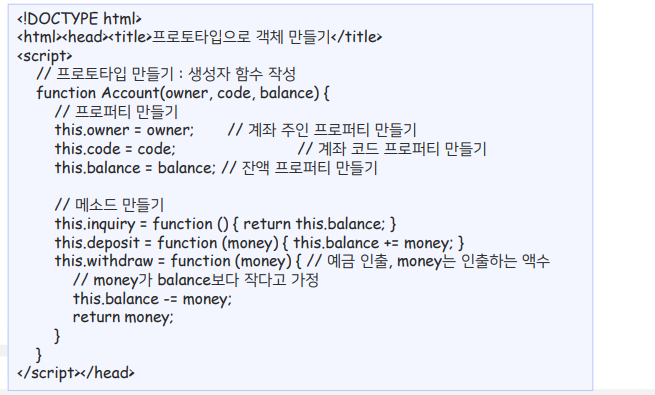 <!DOCTYPE html>
<html><head><title>프로토타입으로 객체 만들기</title>
<script>
// 프로토타입 만들기 : 생성자 함수 작성
function Account(owner, code, balance) {
// 프로퍼티 만들기
this.owner = owner; // 계좌 주인 프로퍼티 만들기
this.code = code; // 계좌 코드 프로퍼티 만들기
this.balance = balance; // 잔액 프로퍼티 만들기
// 메소드 만들기
this.inquiry = function () { return this.balance; }
this.deposit = function (money) { this.balance += money; }
this.withdraw = function (money) { // 예금 인출, money는 인출하는 액수
// money가 balance보다 작다고 가정
this.balance -= money;
return money;
}
}
</script></head>